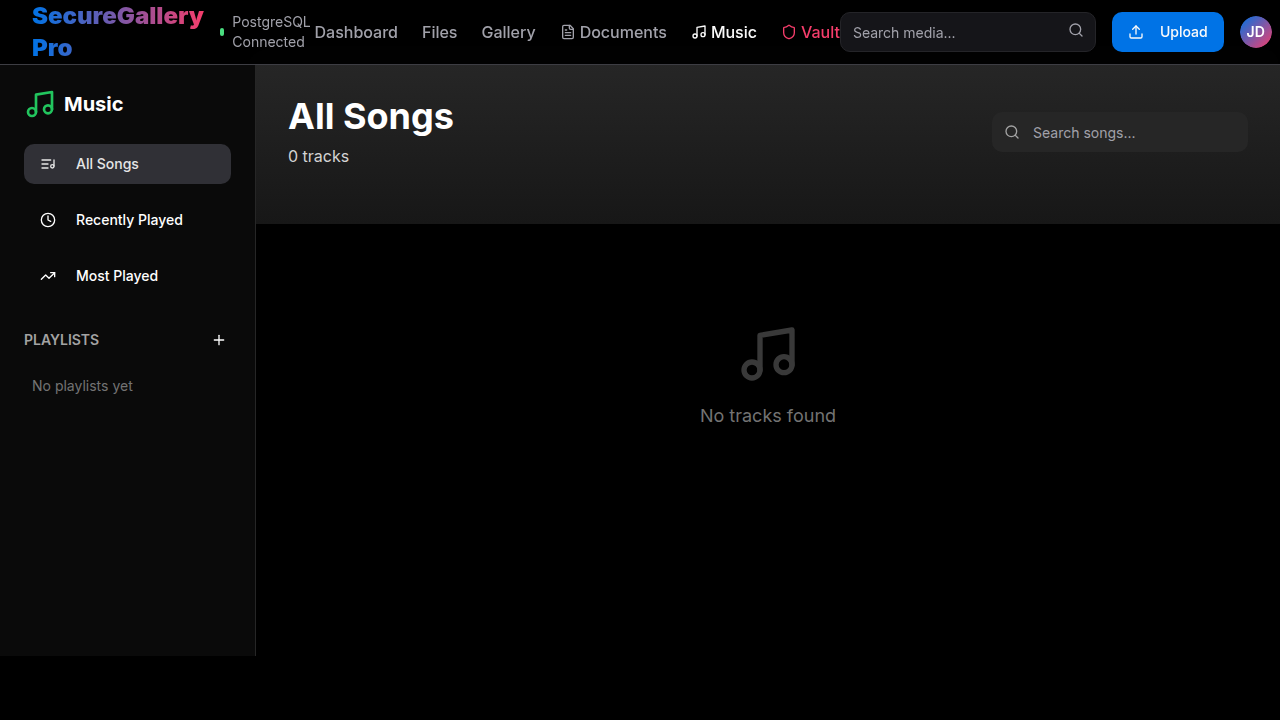 SecureGallery
Pro
PostgreSQL
Connected
Dashboard
Files
Gallery
Documents
Music
Vault
Search media...
Upload
JD
Music
All Songs
Recently Played
Most Played
PLAYLISTS
No playlists yet
All Songs
0 tracks
Search songs...
No tracks found